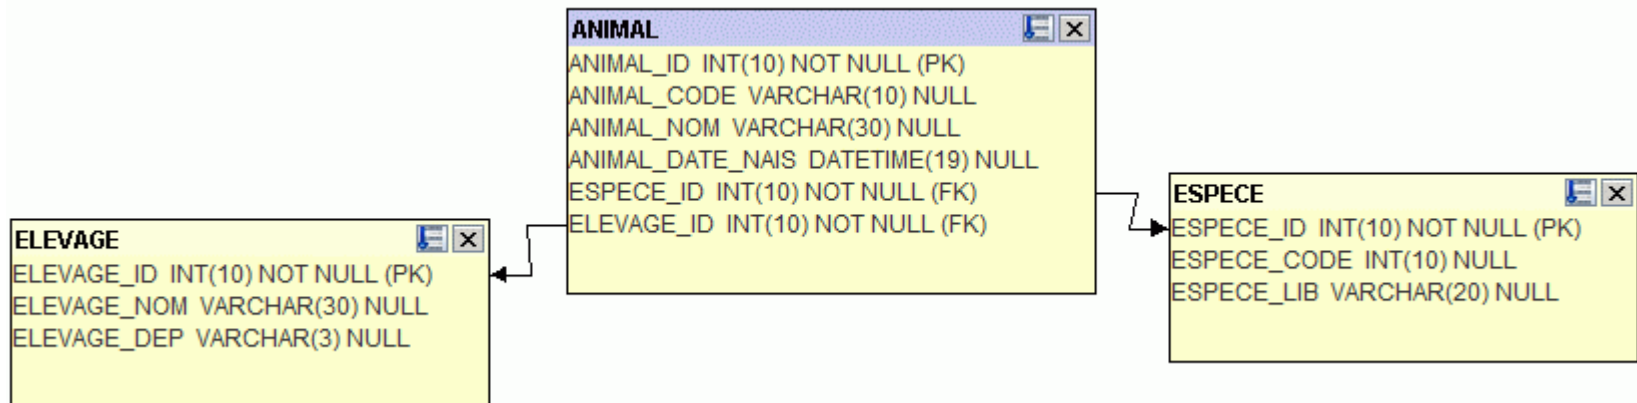 ANIMAL
ANIMAL_ID INT(10) NOT NULL (PK)
ANIMAL_CODE VARCHAR(10) NULL
ANIMAL_NOM VARCHAR(30) NULL
ANIMAL_DATE_NAIS DATETIME(19) NULL
ESPECE_ID INT(10) NOT NULL (FK)
ELEVAGE_ID INT(10) NOT NULL (FK)
ELEVAGE
ELEVAGE_ID INT(10) NOT NULL (PK)
ELEVAGE_NOM VARCHAR(30) NULL
ELEVAGE_DEP VARCHAR(3) NULL
ESPECE
ESPECE_ID INT(10) NOT NULL (PK)
ESPECE_CODE INT(10) NULL
ESPECE_LIB VARCHAR(20) NULL